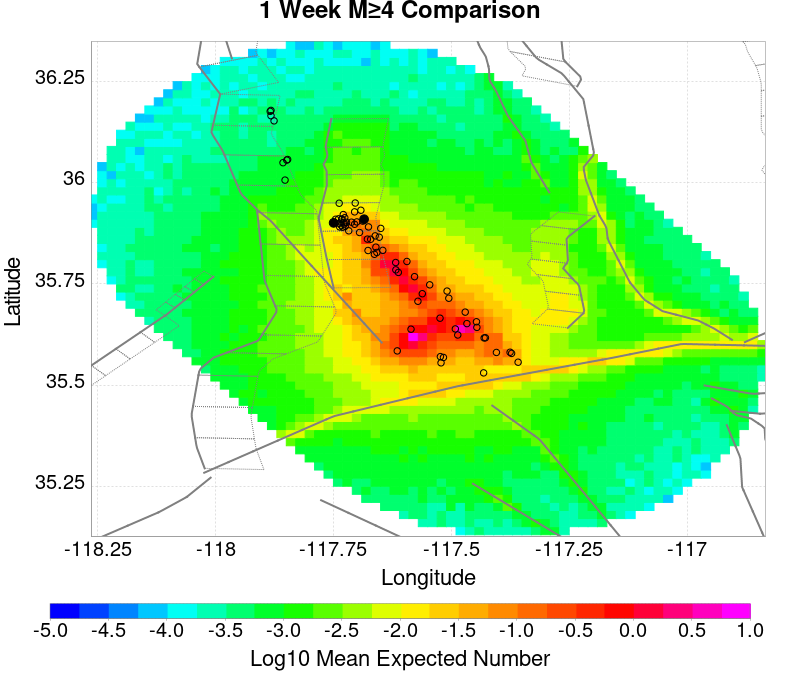 1 Week M≥4 Comparison
36.25
36
35.75
35.5
35.25
Latitude
-118.25 -118 -117.75 -117.5 -117.25 -117
Longitude
-5.0 -4.5 -4.0 -3.5 -3.0 -2.5 -2.0 -1.5 -1.0 -0.5 0.0 0.5 1.0
Log10 Mean Expected Number